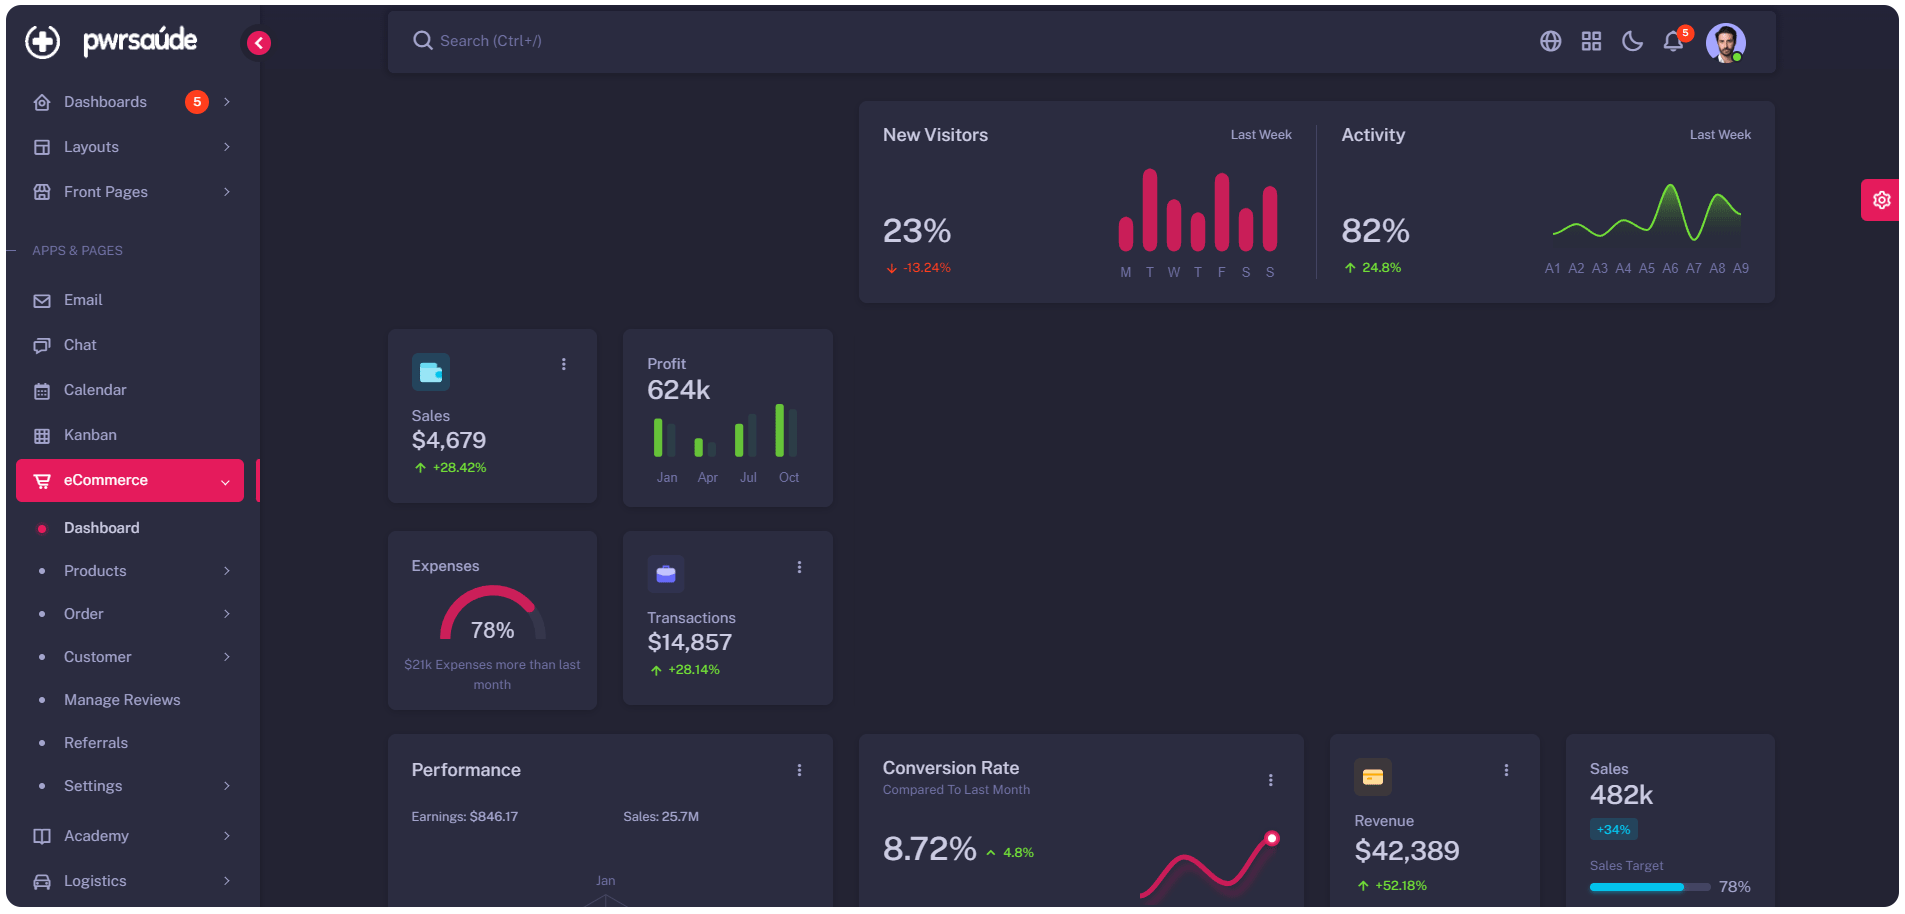 pwrsaúde
Search (Ctrl+/)
5
Dashboards 5
Layouts
Front Pages
APPS & PAGES
Email
Chat
Calendar
Kanban
eCommerce
Dashboard
Products
Order
Customer
Manage Reviews
Referrals
Settings
Academy
Logistics
New Visitors Last Week
23%
-13.24%
M T W T F S S
Activity Last Week
82%
24.8%
A1 A2 A3 A4 A5 A6 A7 A8 A9
Sales
$4,679
+28.42%
Profit
624k
Jan Apr Jul Oct
Expenses
78%
$21k Expenses more than last
month
Transactions
$14,857
+28.14%
Performance
Earnings: $846.17 Sales: 25.7M
Jan
Conversion Rate
Compared To Last Month
8.72% 4.8%
Revenue
$42,389
+52.18%
Sales
482k
+34%
Sales Target
78%